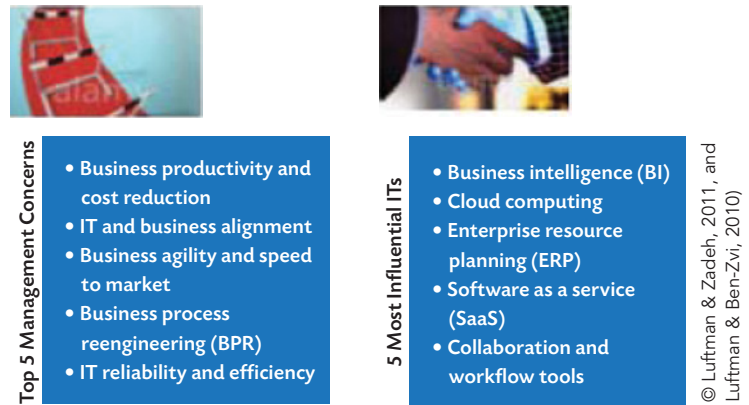 Top 5 Management Concerns
• Business productivity and
cost reduction
• IT and business alignment
• Business agility and speed
to market
• Business process
reengineering (BPR)
• IT reliability and efficiency
5 Most Influential ITs
• Business intelligence (BI)
• Cloud computing
• Enterprise resource
planning (ERP)
• Software as a service
(SaaS)
• Collaboration and
workflow tools
© Luftman & Zadeh, 2011, and
Luftman & Ben-Zvi, 2010)